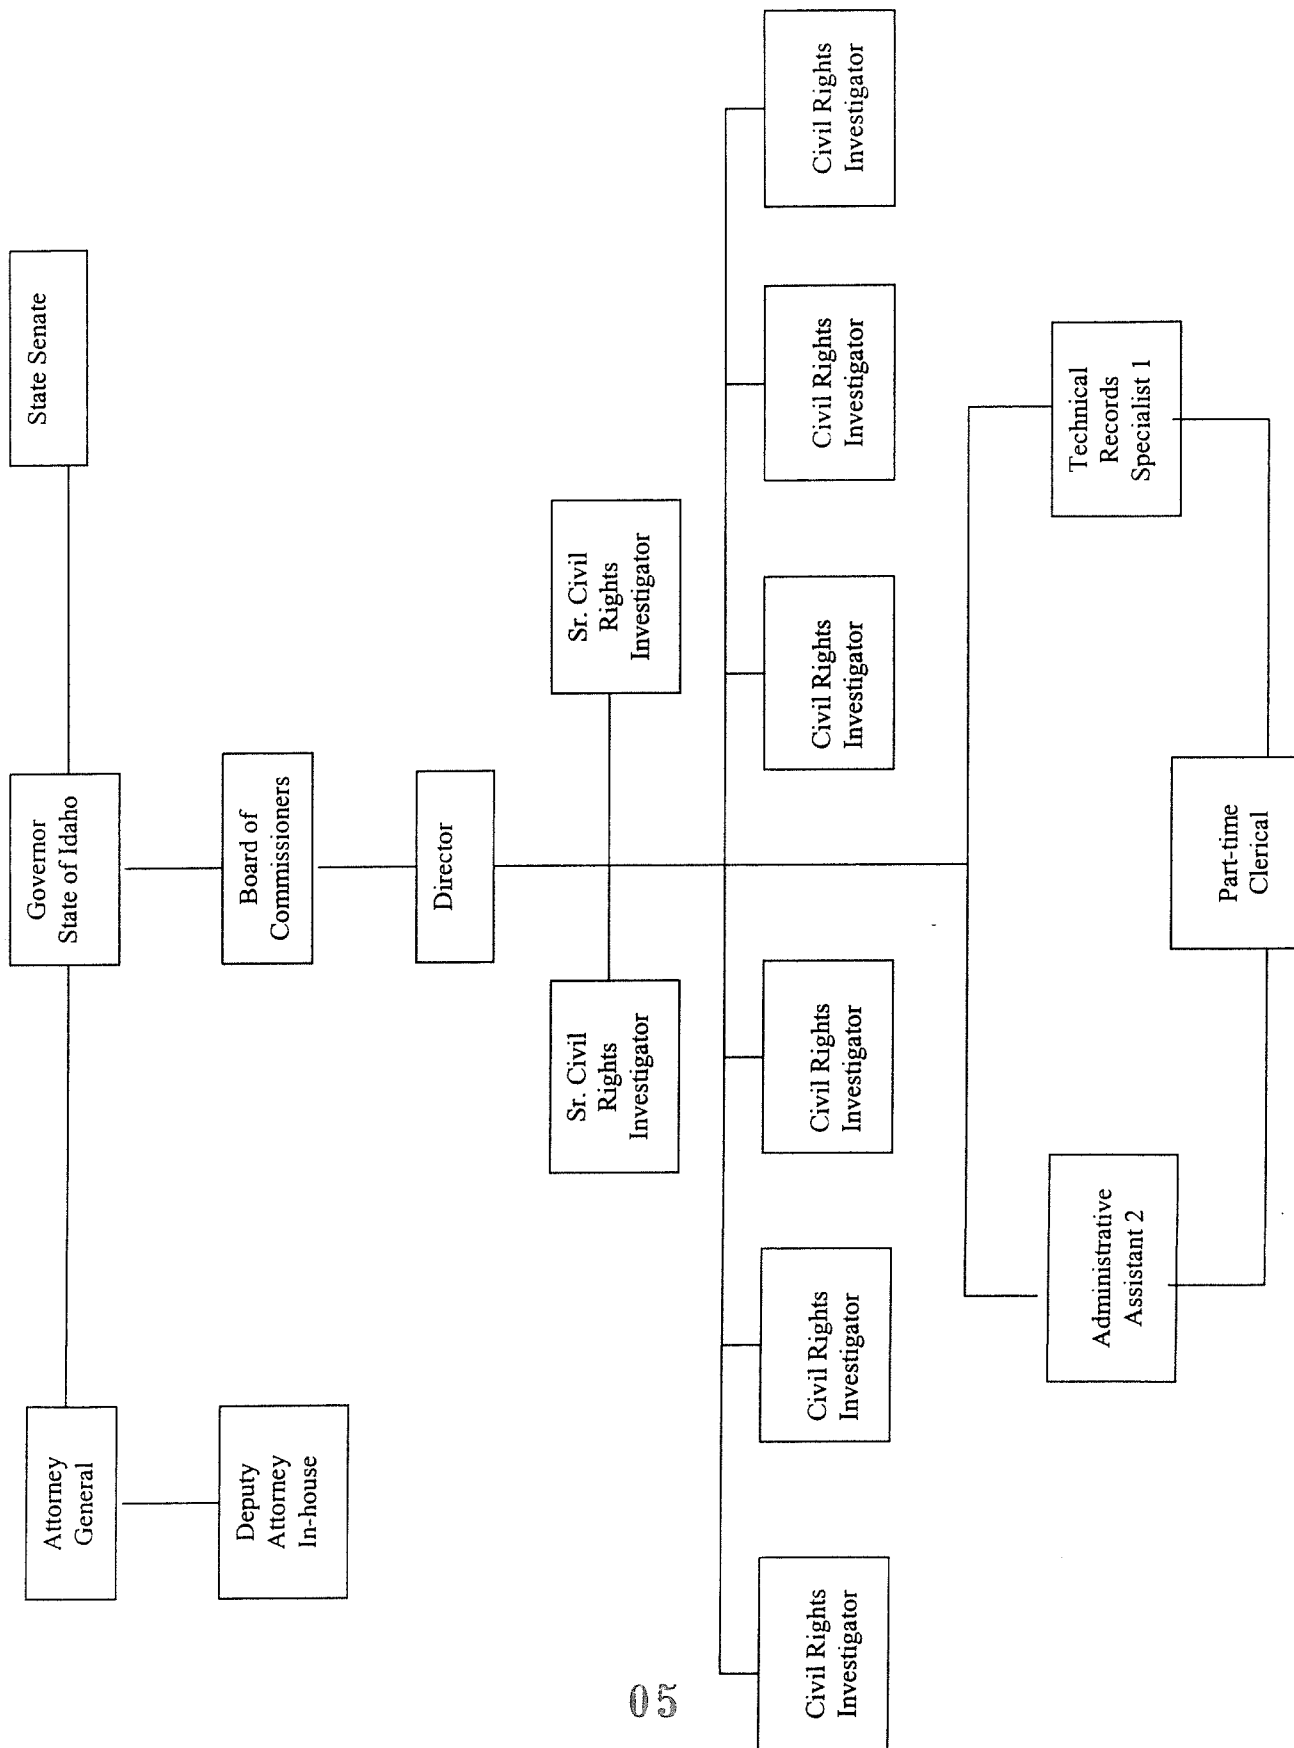 Attorney
General
Governor
State of Idaho
State Senate
Deputy
Attorney
In-house
Board of
Commissioners
Director
Sr. Civil
Rights
Investigator
Sr. Civil
Rights
Investigator
Civil Rights
Investigator
Civil Rights
Investigator
Civil Rights
Investigator
Civil Rights
Investigator
Civil Rights
Investigator
Civil Rights
Investigator
Administrative
Assistant 2
Technical
Records
Specialist 1
Part-time
Clerical
05